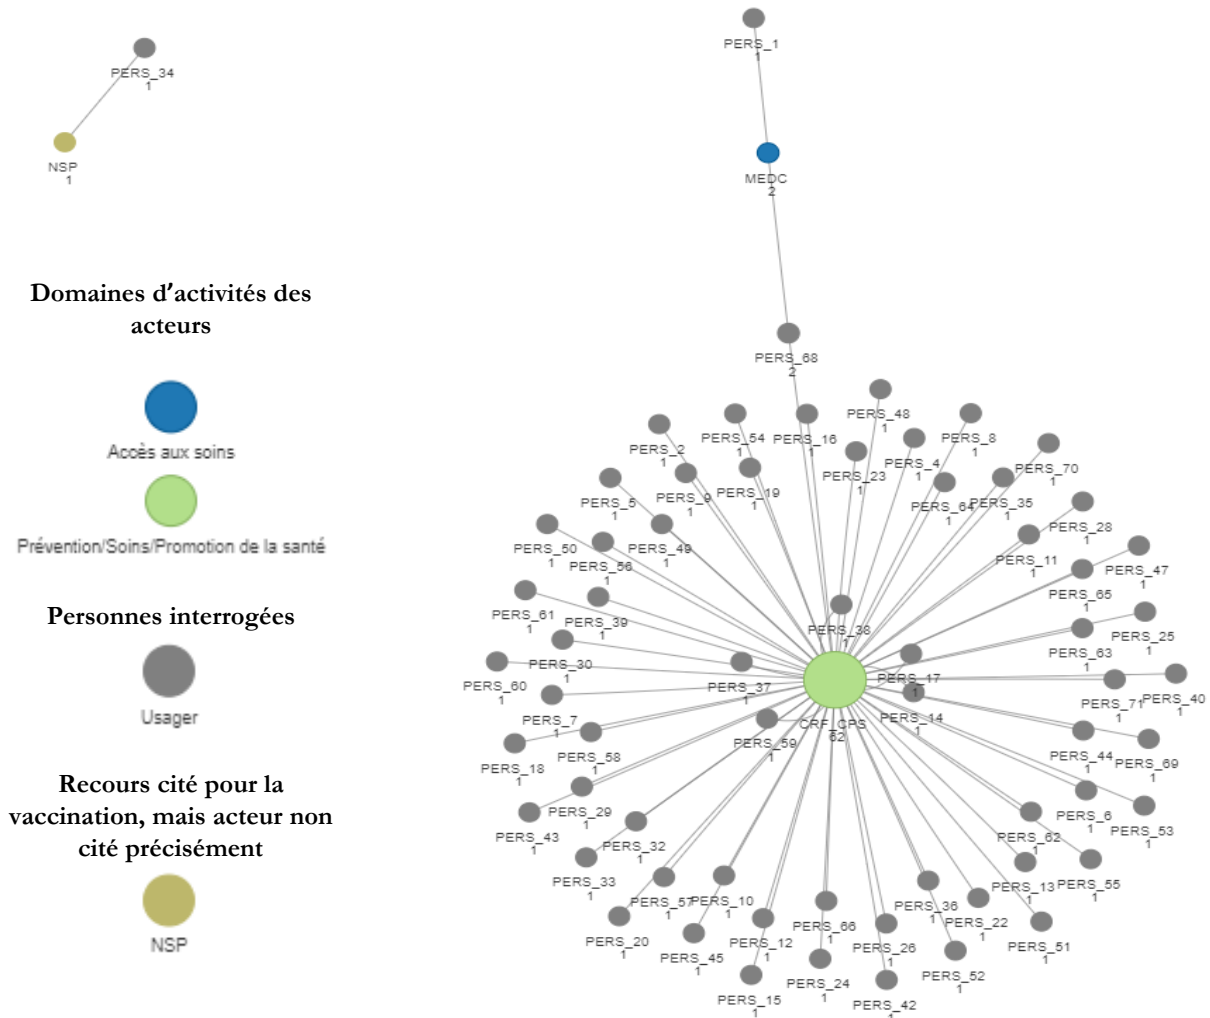 PERS_34
1
NSP
1
Domaines d'activités des
acteurs
Accès aux soins
Prévention/Soins/Promotion de la santé
Personnes interrogées
Usager
Recours cité pour la
vaccination, mais acteur non
cité précisément
NSP
PERS_1
1
MEDC
2
PERS_68
2
PERS_48
1
PERS_54
1
PERS_16
1
PERS_8
1
PERS_2
1
PERS_4
1
PERS_70
1
PERS_23
1
PERS_19
1
PERS_9
1
PERS_5
1
PERS_64
1
PERS_35
1
PERS_28
1
PERS_49
1
PERS_50
1
PERS_56
1
PERS_11
1
PERS_47
1
PERS_65
1
PERS_61
1
PERS_39
1
PERS_38
1
PERS_25
1
PERS_63
1
PERS_30
1
PERS_60
1
PERS_37
1
PERS_17
1
PERS_71
1
PERS_40
1
PERS_14
1
PERS_7
1
CRF_CPS
62
PERS_59
1
PERS_58
1
PERS_18
1
PERS_44
1
PERS_69
1
PERS_29
1
PERS_43
1
PERS_6
1
PERS_53
1
PERS_32
1
PERS_62
1
PERS_33
1
PERS_13
1
PERS_55
1
PERS_57
1
PERS_10
1
PERS_36
1
PERS_22
1
PERS_66
1
PERS_20
1
PERS_12
1
PERS_26
1
PERS_51
1
PERS_45
1
PERS_52
1
PERS_24
1
PERS_15
1
PERS_42
1